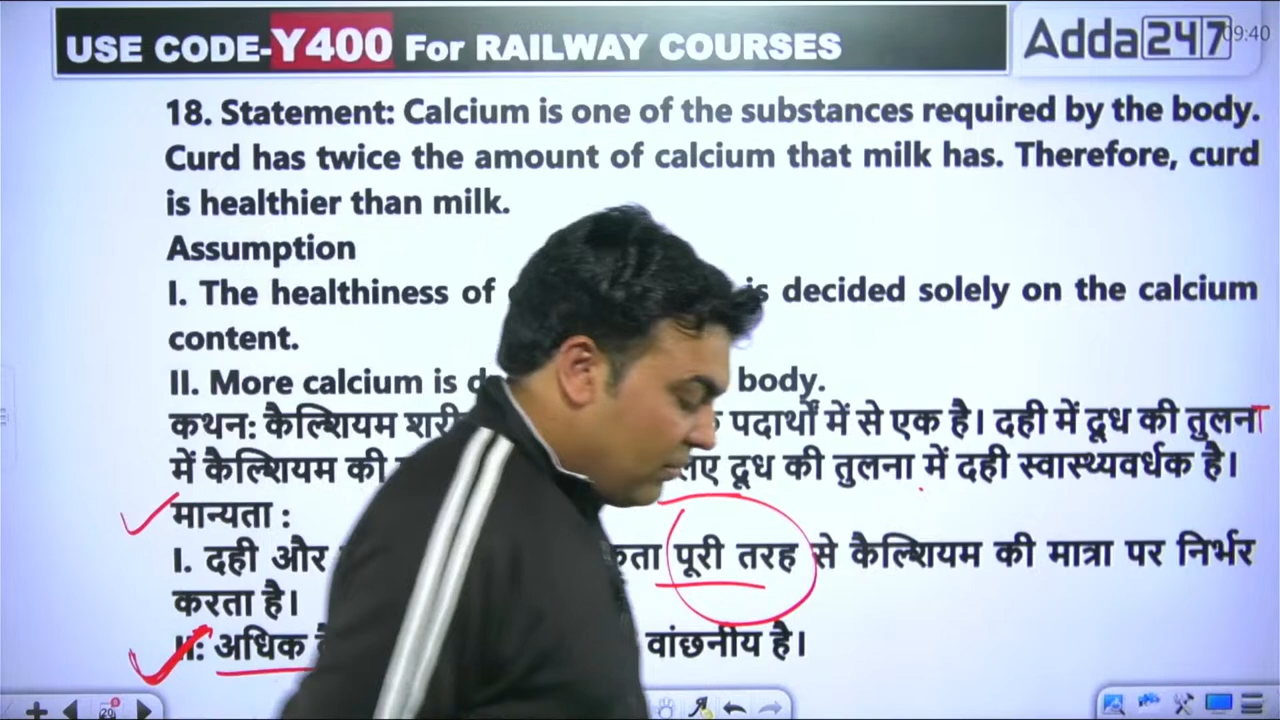 USE CODE-Y400 For RAILWAY COURSES
Adda247
09:40
18. Statement: Calcium is one of the substances required by the body.
Curd has twice the amount of calcium that milk has. Therefore, curd
is healthier than milk.
Assumption
I. The healthiness of is decided solely on the calcium
content.
II. More calcium is body.
कथन: कैल्शियम पदार्थों में से एक है। दही में दूध की तुलना
में कैल्शियम की दूध की तुलना में दही स्वास्थ्यवर्धक है।
मान्यता :
I. दही और पूरी तरह से कैल्शियम की मात्रा पर निर्भर
करता है।
II: अधिक वांछनीय है।
20